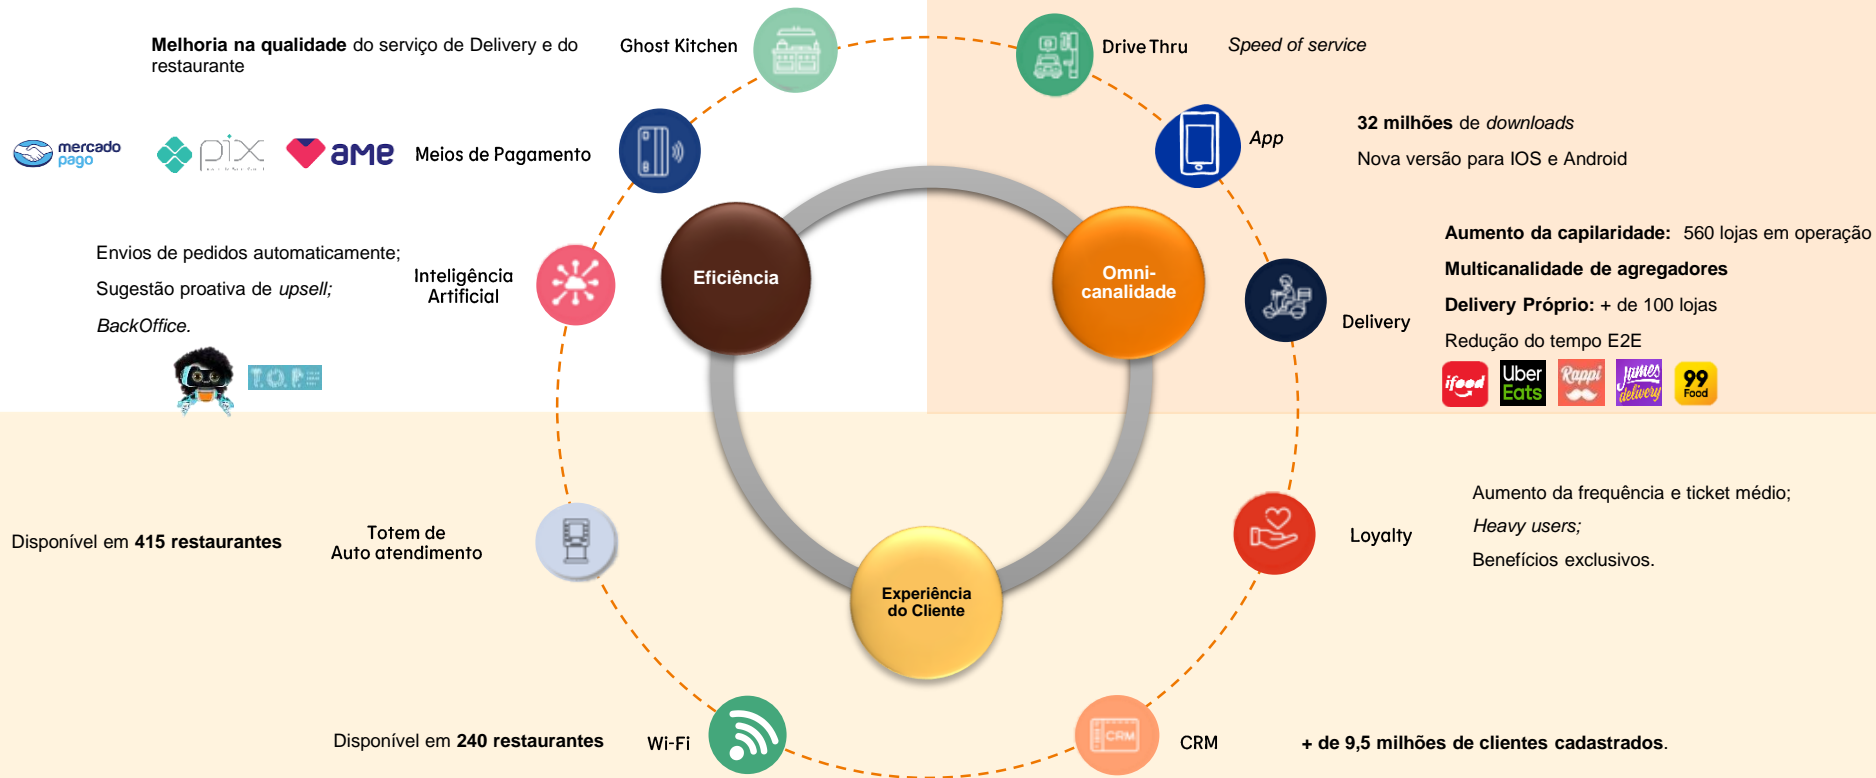 Melhoria na qualidade do serviço de Delivery e do
restaurante
Ghost Kitchen
Drive Thru
Speed of service
mercado
pago
pix
ame
Meios de Pagamento
App
32 milhões de downloads
Nova versão para IOS e Android
Envios de pedidos automaticamente;
Sugestão proativa de upsell;
BackOffice.
T.O.P
Inteligência
Artificial
Eficiência
Omni-
canalidade
Delivery
Aumento da capilaridade: 560 lojas em operação
Multicanalidade de agregadores
Delivery Próprio: + de 100 lojas
Redução do tempo E2E
ifood
Uber
Eats
Rappi
James
delivery
99
Food
Disponível em 415 restaurantes
Totem de
Auto atendimento
Experiência
do Cliente
Loyalty
Aumento da frequência e ticket médio;
Heavy users;
Benefícios exclusivos.
Disponível em 240 restaurantes
Wi-Fi
CRM
CRM
+ de 9,5 milhões de clientes cadastrados.